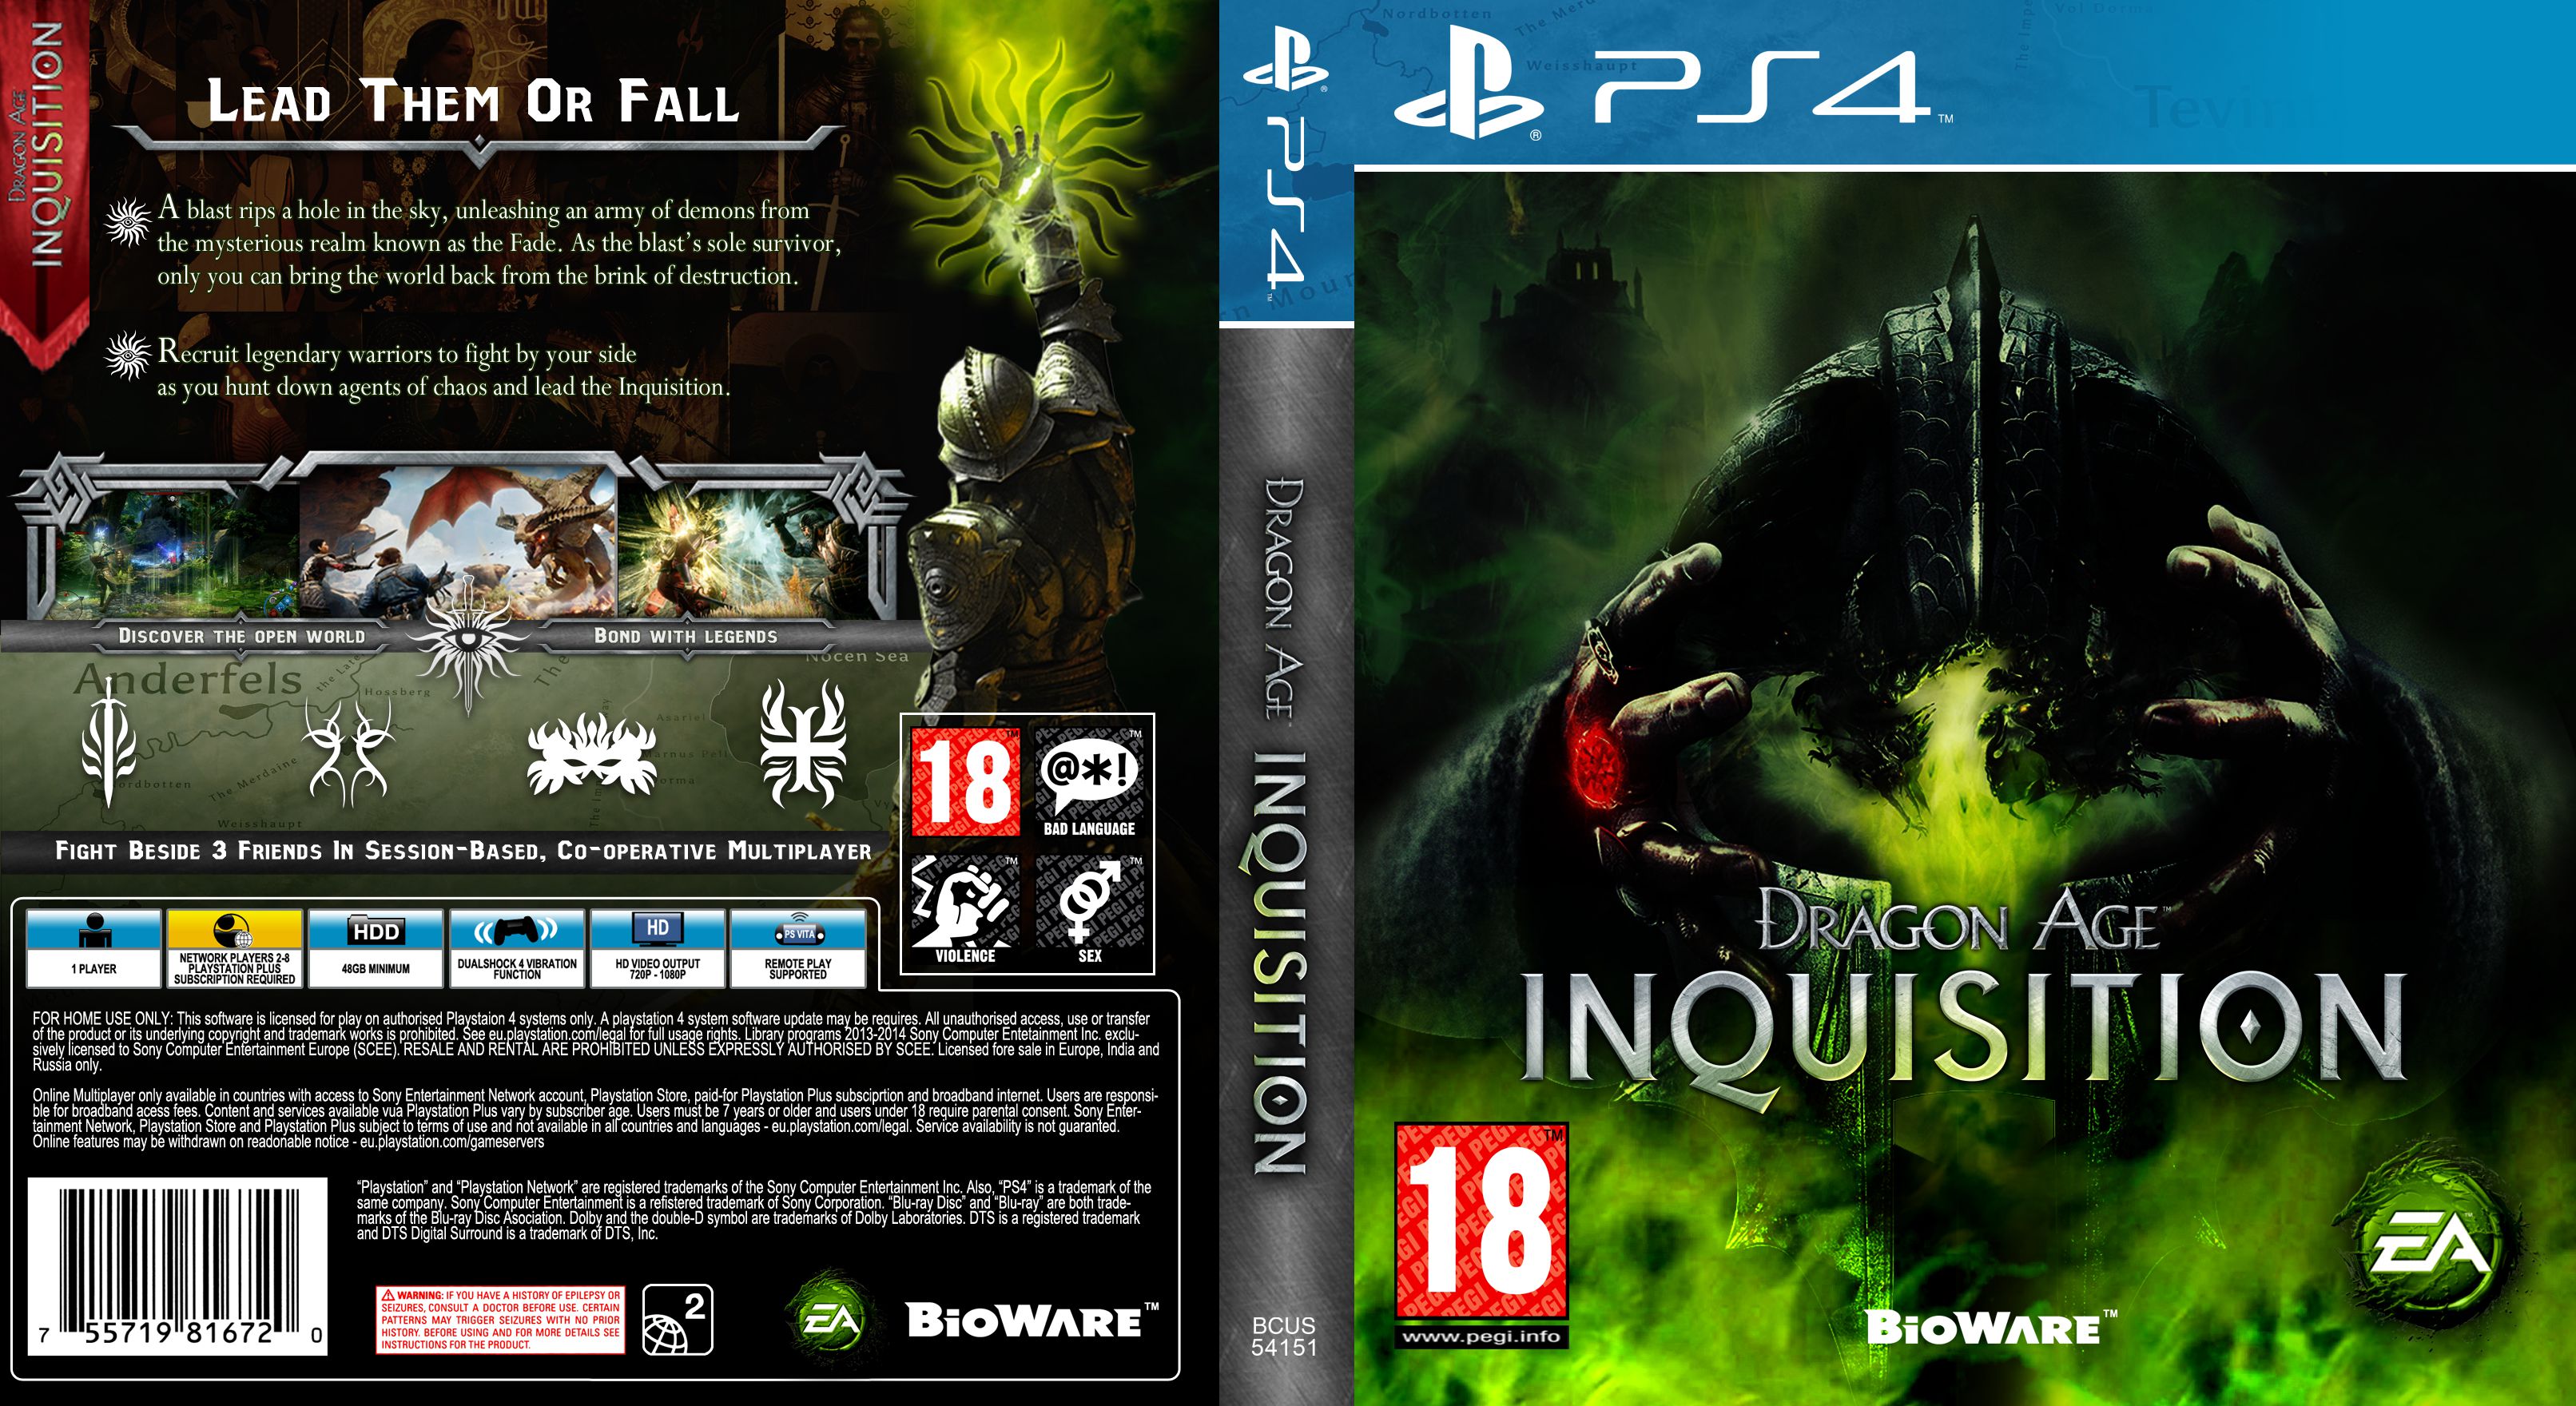 DRAGON AGE
INQUISITION
LEAD THEM OR FALL
A blast rips a hole in the sky, unleashing an army of demons from
the mysterious realm known as the Fade. As the blast's sole survivor,
only you can bring the world back from the brink of destruction.
Recruit legendary warriors to fight by your side
as you hunt down agents of chaos and lead the Inquisition.
DISCOVER THE OPEN WORLD
BOND WITH LEGENDS
Nocen Sea
Anderfels
the Late
Hossberg
The
Asariel
Marnus Pell
The Merdaine
Weisshaupt
FIGHT BESIDE 3 FRIENDS IN SESSION-BASED, CO-OPERATIVE MULTIPLAYER
18
@*!
BAD LANGUAGE
VIOLENCE
SEX
1 PLAYER
NETWORK PLAYERS 2-8
PLAYSTATION PLUS
SUBSCRIPTION REQUIRED
HDD
48GB MINIMUM
DUALSHOCK 4 VIBRATION
FUNCTION
HD
HD VIDEO OUTPUT
720P - 1080P
PS VITA
REMOTE PLAY
SUPPORTED
FOR HOME USE ONLY: This software is licensed for play on authorised Playstaion 4 systems only. A playstation 4 system software update may be requires. All unauthorised access, use or transfer
of the product or its underlying copyright and trademark works is prohibited. See eu.playstation.com/legal for full usage rights. Library programs 2013-2014 Sony Computer Entetainment Inc. exclu-
sively licensed to Sony Computer Entertainment Europe (SCEE). RESALE AND RENTAL ARE PROHIBITED UNLESS EXPRESSLY AUTHORISED BY SCEE. Licensed fore sale in Europe, India and
Russia only.
Online Multiplayer only available in countries with access to Sony Entertainment Network account, Playstation Store, paid-for Playstation Plus subsciprtion and broadband internet. Users are responsi-
ble for broadband acess fees. Content and services available vua Playstation Plus vary by subscriber age. Users must be 7 years or older and users under 18 require parental consent. Sony Enter-
tainment Network, Playstation Store and Playstation Plus subject to terms of use and not available in all countries and languages - eu.playstation.com/legal. Service availability is not guaranted.
Online features may be withdrawn on readonable notice - eu.playstation.com/gameservers
"Playstation" and "Playstation Network" are registered trademarks of the Sony Computer Entertainment Inc. Also, "PS4" is a trademark of the
same company. Sony Computer Entertainment is a refistered trademark of Sony Corporation. "Blu-ray Disc" and "Blu-ray" are both trade-
marks of the Blu-ray Disc Asociation. Dolby and the double-D symbol are trademarks of Dolby Laboratories. DTS is a registered trademark
and DTS Digital Surround is a trademark of DTS, Inc.
7 55719 81672 0
WARNING: IF YOU HAVE A HISTORY OF EPILEPSY OR
SEIZURES, CONSULT A DOCTOR BEFORE USE. CERTAIN
PATTERNS MAY TRIGGER SEIZURES WITH NO PRIOR
HISTORY. BEFORE USING AND FOR MORE DETAILS SEE
INSTRUCTIONS FOR THE PRODUCT.
2
EA
BIOWARE™
PS4™
DRAGON AGE™
INQUISITION
BCUS
54151
Nordbotten
Weisshaupt
PS4™
DRAGON AGE™
INQUISITION
18
www.pegi.info
BIOWARE™
EA